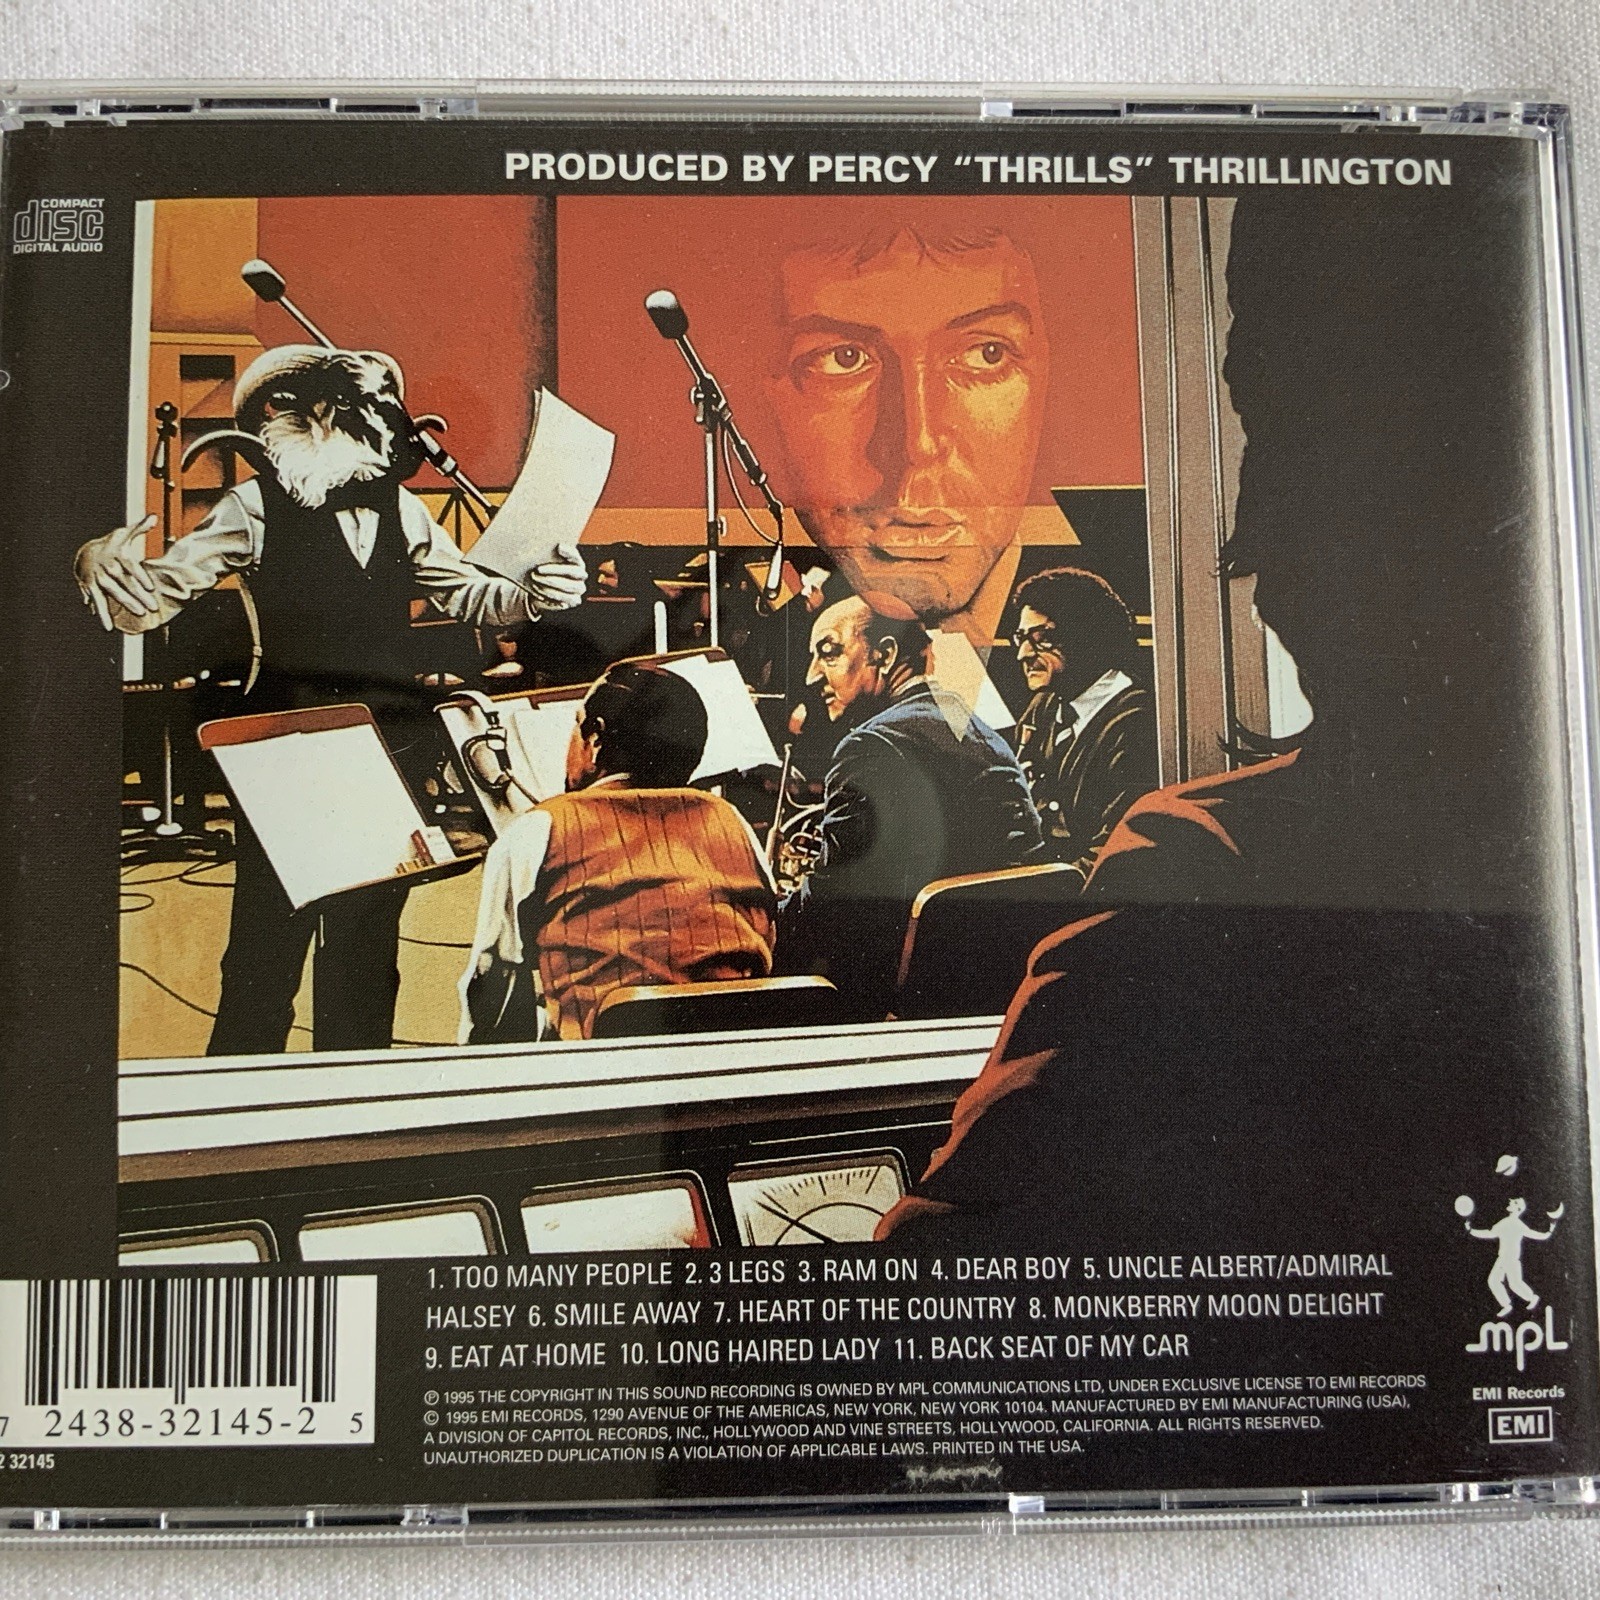 PRODUCED BY PERCY “THRILLS” THRILLINGTON
COMPACT
disc
DIGITAL AUDIO
1. TOO MANY PEOPLE 2. 3 LEGS 3. RAM ON 4. DEAR BOY 5. UNCLE ALBERT/ADMIRAL
HALSEY 6. SMILE AWAY 7. HEART OF THE COUNTRY 8. MONKBERRY MOON DELIGHT
9. EAT AT HOME 10. LONG HAIRED LADY 11. BACK SEAT OF MY CAR
℗ 1995 THE COPYRIGHT IN THIS SOUND RECORDING IS OWNED BY MPL COMMUNICATIONS LTD, UNDER EXCLUSIVE LICENSE TO EMI RECORDS
© 1995 EMI RECORDS, 1290 AVENUE OF THE AMERICAS, NEW YORK, NEW YORK 10104. MANUFACTURED BY EMI MANUFACTURING (USA),
A DIVISION OF CAPITOL RECORDS, INC., HOLLYWOOD AND VINE STREETS, HOLLYWOOD, CALIFORNIA. ALL RIGHTS RESERVED.
UNAUTHORIZED DUPLICATION IS A VIOLATION OF APPLICABLE LAWS. PRINTED IN THE USA.
7 2438-32145-2 5
2 32145
mpL
EMI Records
EMI